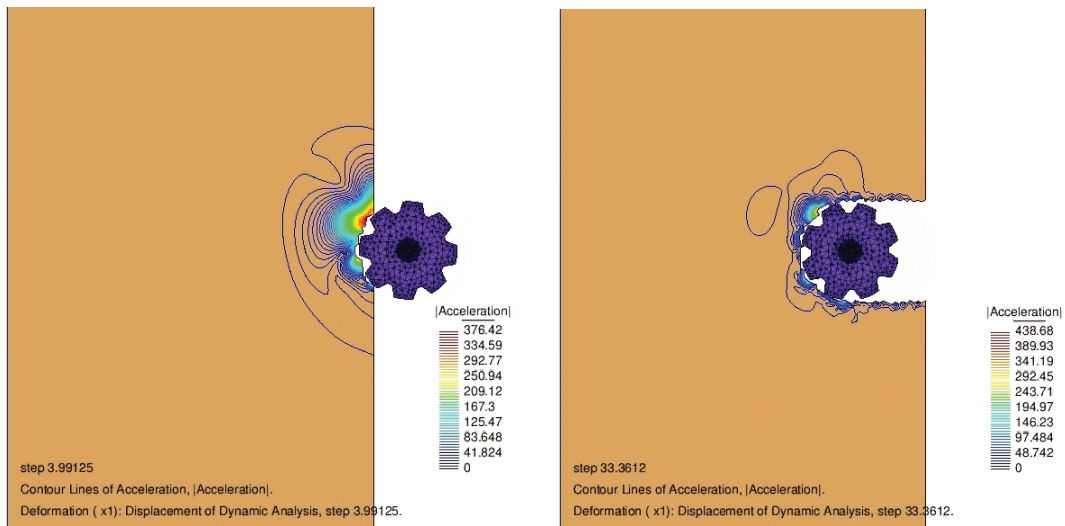 |Acceleration|
376.42
334.59
292.77
250.94
209.12
167.3
125.47
83.648
41.824
0
step 3.99125
Contour Lines of Acceleration, |Acceleration|.
Deformation ( x1): Displacement of Dynamic Analysis, step 3.99125.
|Acceleration|
438.68
389.93
341.19
292.45
243.71
194.97
146.23
97.484
48.742
0
step 33.3612
Contour Lines of Acceleration, |Acceleration|.
Deformation ( x1): Displacement of Dynamic Analysis, step 33.3612.